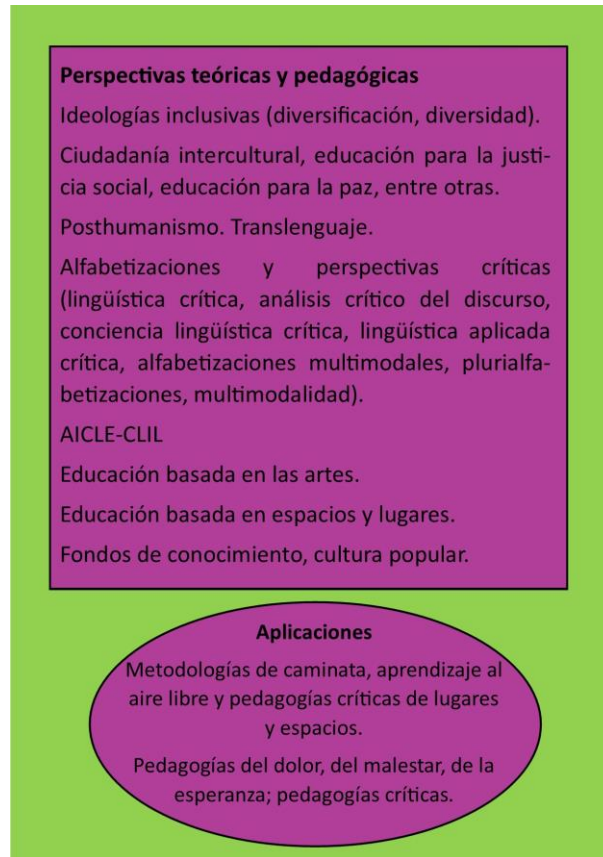 Perspectivas teóricas y pedagógicas
Ideologías inclusivas (diversificación, diversidad).
Ciudadanía intercultural, educación para la justi-
cia social, educación para la paz, entre otras.
Posthumanismo. Translenguaje.
Alfabetizaciones y perspectivas críticas
(lingüística crítica, análisis crítico del discurso,
conciencia lingüística crítica, lingüística aplicada
crítica, alfabetizaciones multimodales, plurialfa-
betizaciones, multimodalidad).
AICLE-CLIL
Educación basada en las artes.
Educación basada en espacios y lugares.
Fondos de conocimiento, cultura popular.
Aplicaciones
Metodologías de caminata, aprendizaje al
aire libre y pedagogías críticas de lugares
y espacios.
Pedagogías del dolor, del malestar, de la
esperanza; pedagogías críticas.